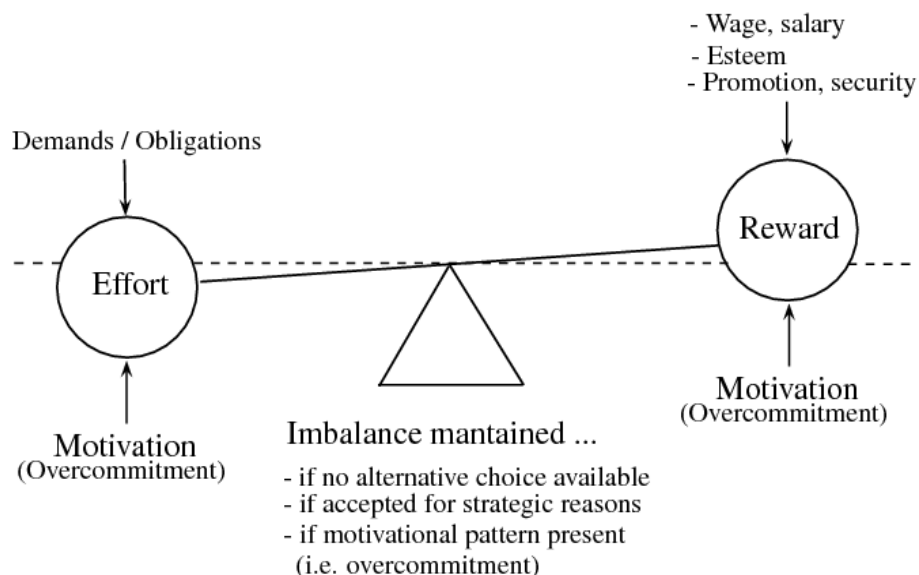 - Wage, salary
- Esteem
- Promotion, security
Demands / Obligations
Reward
Effort
Motivation
(Overcommitment)
Motivation
(Overcommitment)
Imbalance mantained ...
- if no alternative choice available
- if accepted for strategic reasons
- if motivational pattern present
(i.e. overcommitment)